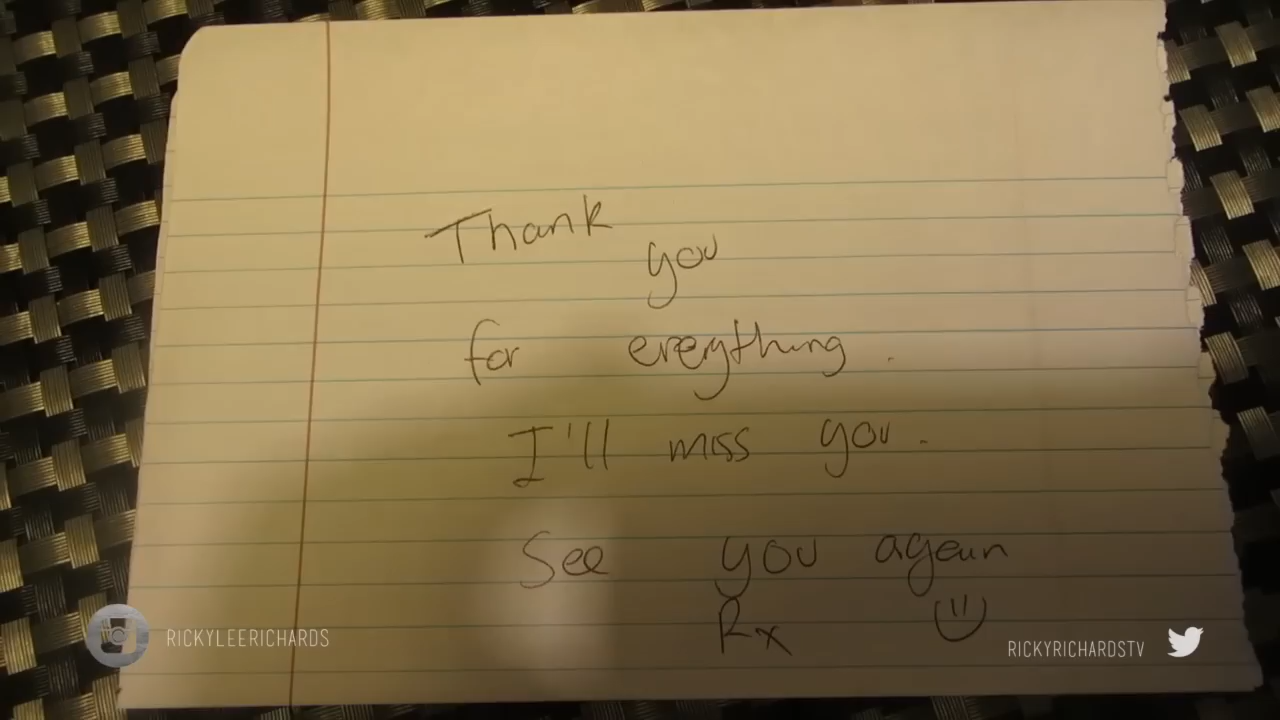 Thank
you
for everything.
I'll miss you.
See you again
Rx
RICKYLEERICHARDS
RICKYRICHARDSTV